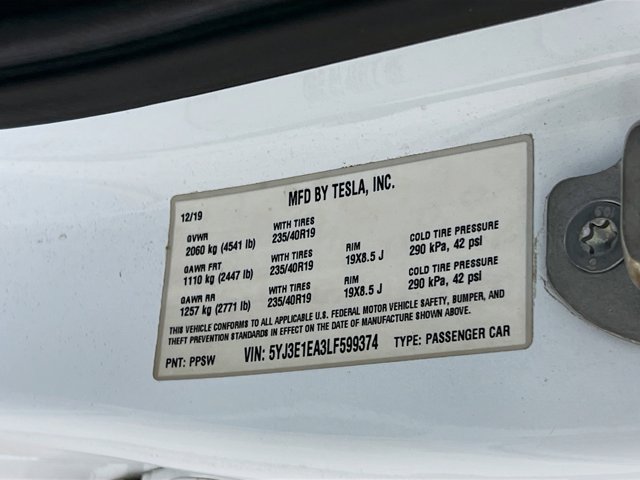 MFD BY TESLA, INC.
12/19
GVWR WITH TIRES
2060 kg (4541 lb) 235/40R19
GAWR FRT WITH TIRES RIM COLD TIRE PRESSURE
1110 kg (2447 lb) 235/40R19 19X8.5 J 290 kPa, 42 psi
GAWR RR WITH TIRES RIM COLD TIRE PRESSURE
1257 kg (2771 lb) 235/40R19 19X8.5 J 290 kPa, 42 psi
THIS VEHICLE CONFORMS TO ALL APPLICABLE U.S. FEDERAL MOTOR VEHICLE SAFETY, BUMPER, AND
THEFT PREVENTION STANDARDS IN EFFECT ON THE DATE OF MANUFACTURE SHOWN ABOVE.
PNT: PPSW VIN: 5YJ3E1EA3LF599374 TYPE: PASSENGER CAR